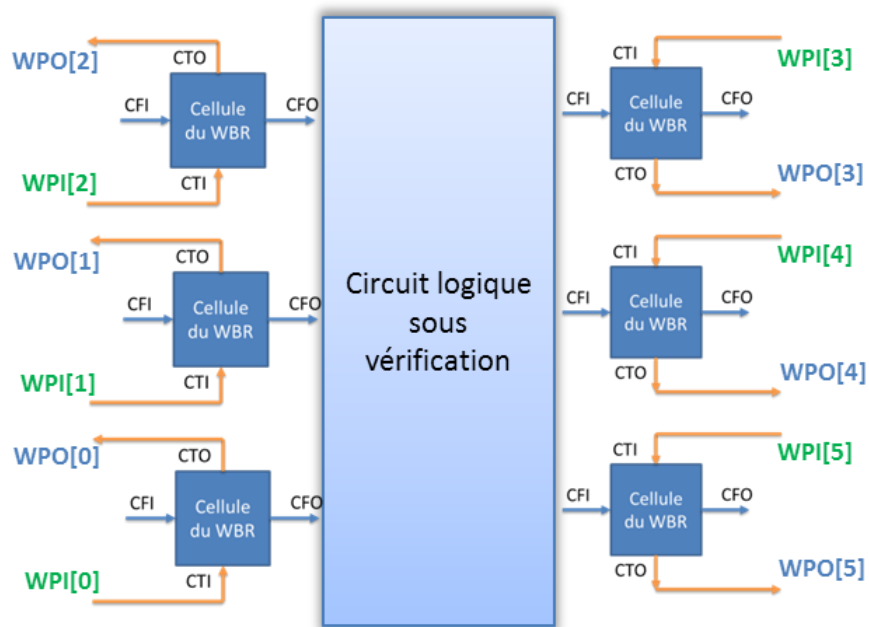 WPO[2]
CTO
CFI
Cellule
du WBR
CFO
WPI[2]
CTI
WPO[1]
CTO
CFI
Cellule
du WBR
CFO
WPI[1]
CTI
WPO[0]
CTO
CFI
Cellule
du WBR
CFO
WPI[0]
CTI
Circuit logique
sous
vérification
CTI
WPI[3]
CFI
Cellule
du WBR
CFO
CTO
WPO[3]
CTI
WPI[4]
CFI
Cellule
du WBR
CFO
CTO
WPO[4]
CTI
WPI[5]
CFI
Cellule
du WBR
CFO
CTO
WPO[5]